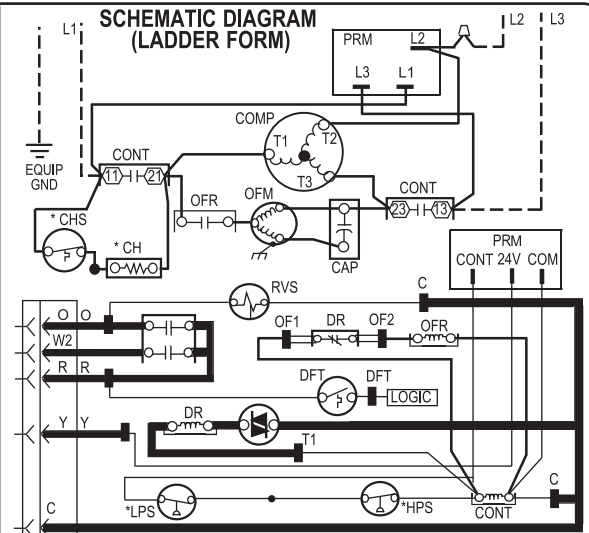 SCHEMATIC DIAGRAM
(LADDER FORM)
L1
PRM
L2
L2
L3
L3 L1
COMP
T1
T2
T3
EQUIP
GND
CONT
11
21
CONT
23
13
OFR
OFM
CAP
* CHS
* CH
PRM
CONT 24V COM
RVS
C
O O
W2
R R
OF1
DR
OF2
OFR
DFT
DFT
LOGIC
DR
Y Y
T1
*LPS
*HPS
CONT
C
C